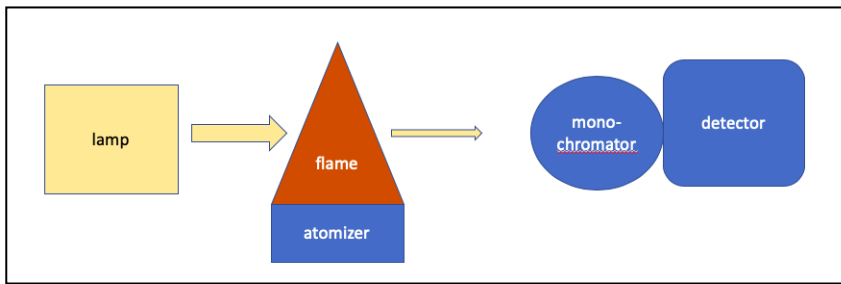 lamp
flame
atomizer
mono-
chromator
detector